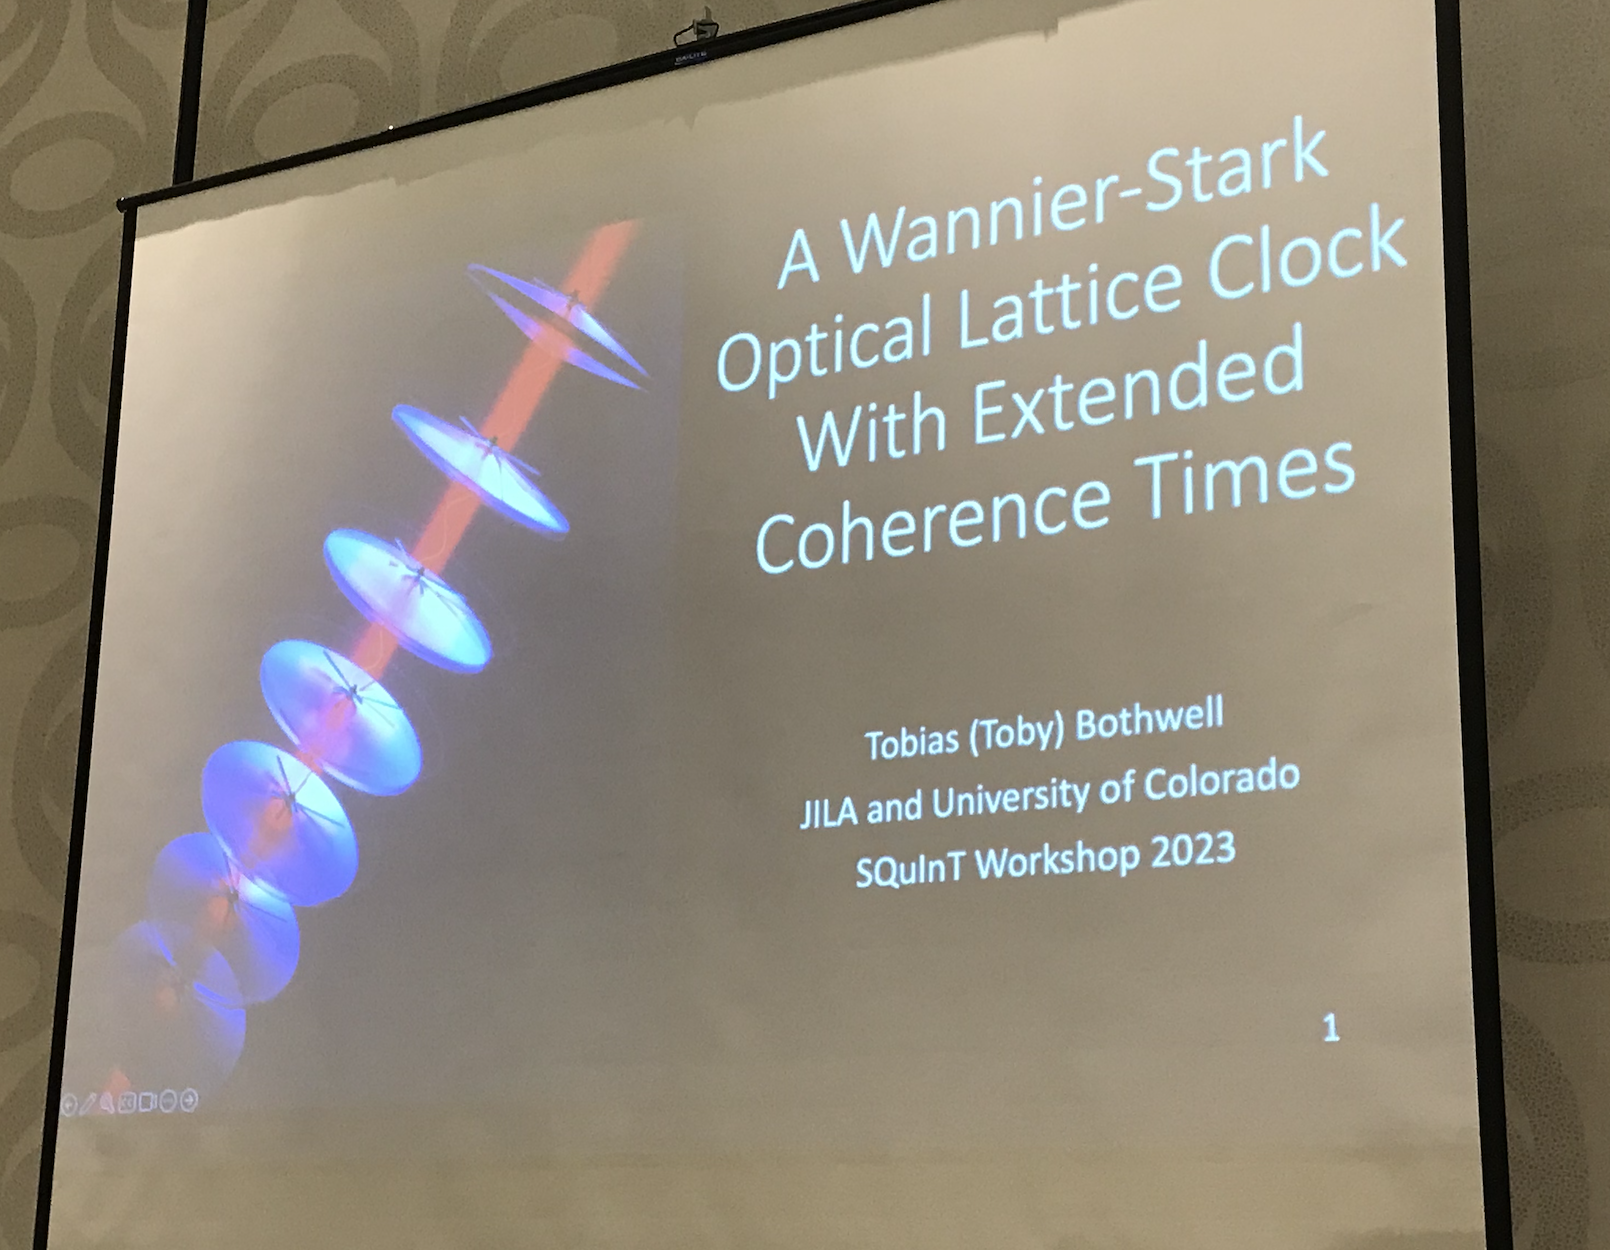 A Wannier-Stark
Optical Lattice Clock
With Extended
Coherence Times
Tobias (Toby) Bothwell
JILA and University of Colorado
SQuInT Workshop 2023
1